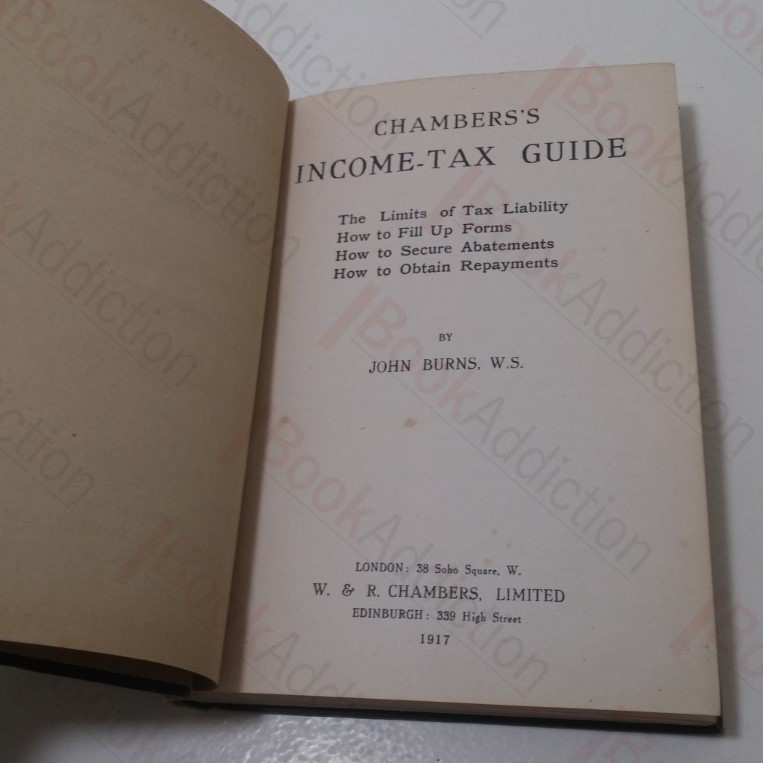 CHAMBERS'S
INCOME-TAX GUIDE
The Limits of Tax Liability
How to Fill Up Forms
How to Secure Abatements
How to Obtain Repayments
BY
JOHN BURNS, W.S.
LONDON: 38 Soho Square, W.
W. & R. CHAMBERS, LIMITED
EDINBURGH: 339 High Street
1917
iBookAddiction